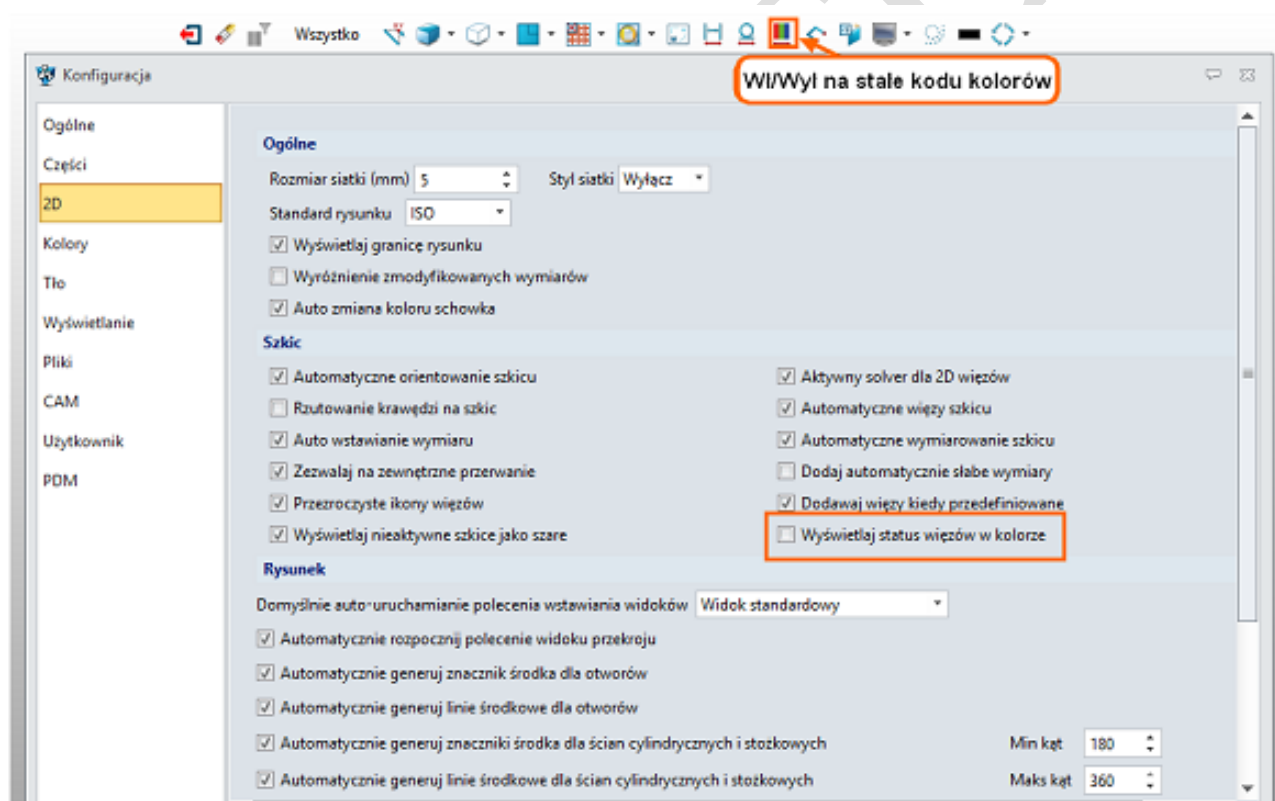 Wszystko
WI/Wył na stałe kodu kolorów
Konfiguracja
Ogólne
Części
2D
Kolory
Tło
Wyświetlanie
Pliki
CAM
Użytkownik
PDM
Ogólne
Rozmiar siatki (mm) 5 Styl siatki Wyłącz
Standard rysunku ISO
Wyświetlaj granicę rysunku
Wyróżnienie zmodyfikowanych wymiarów
Auto zmiana koloru schowka
Szkic
Automatyczne orientowanie szkicu Aktywny solver dla 2D więzów
Rzutowanie krawędzi na szkic Automatyczne więzy szkicu
Auto wstawianie wymiaru Automatyczne wymiarowanie szkicu
Zezwalaj na zewnętrzne przerwanie Dodaj automatycznie słabe wymiary
Przezroczyste ikony więzów Dodawaj więzy kiedy przedefiniowane
Wyświetlaj nieaktywne szkice jako szare Wyświetlaj status więzów w kolorze
Rysunek
Domyślnie auto-uruchamianie polecenia wstawiania widoków Widok standardowy
Automatycznie rozpocznij polecenie widoku przekroju
Automatycznie generuj znacznik środka dla otworów
Automatycznie generuj linie środkowe dla otworów
Automatycznie generuj znaczniki środka dla ścian cylindrycznych i stożkowych Min kąt 180
Automatycznie generuj linie środkowe dla ścian cylindrycznych i stożkowych Maks kąt 360